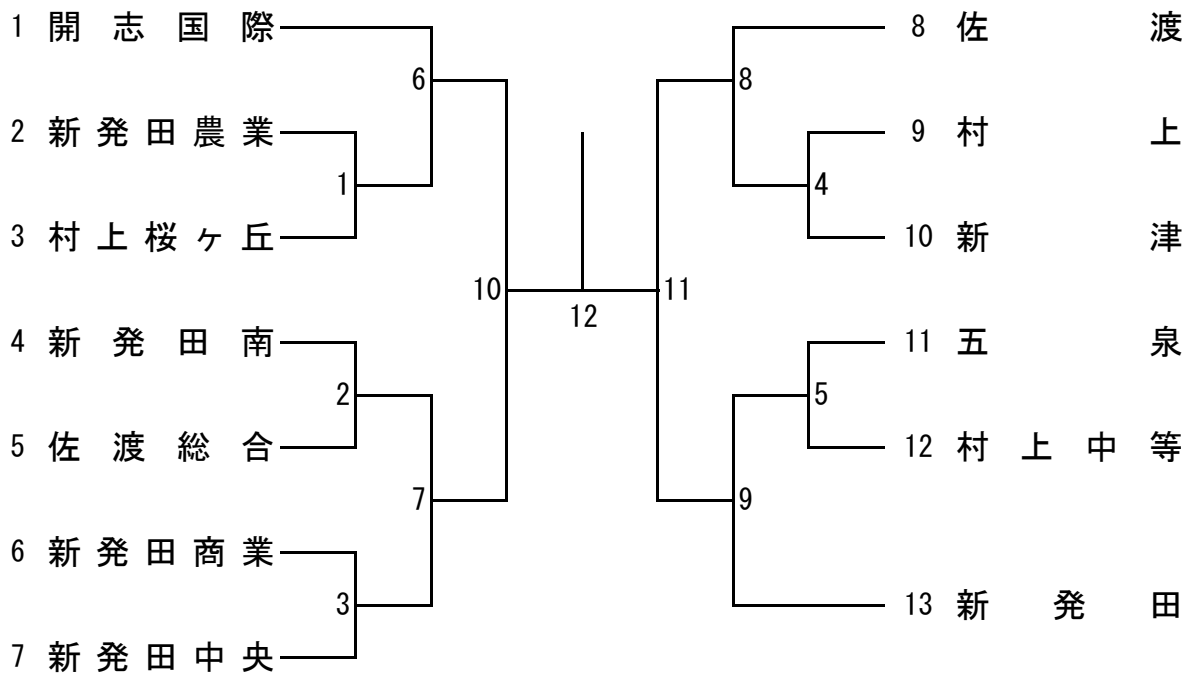 1 開志国際
2 新発田農業
3 村上桜ヶ丘
4 新発田南
5 佐渡総合
6 新発田商業
7 新発田中央
6
1
2
7
3
10
12
11
8
4
5
9
8 佐渡
9 村上
10 新津
11 五泉
12 村上中等
13 新発田